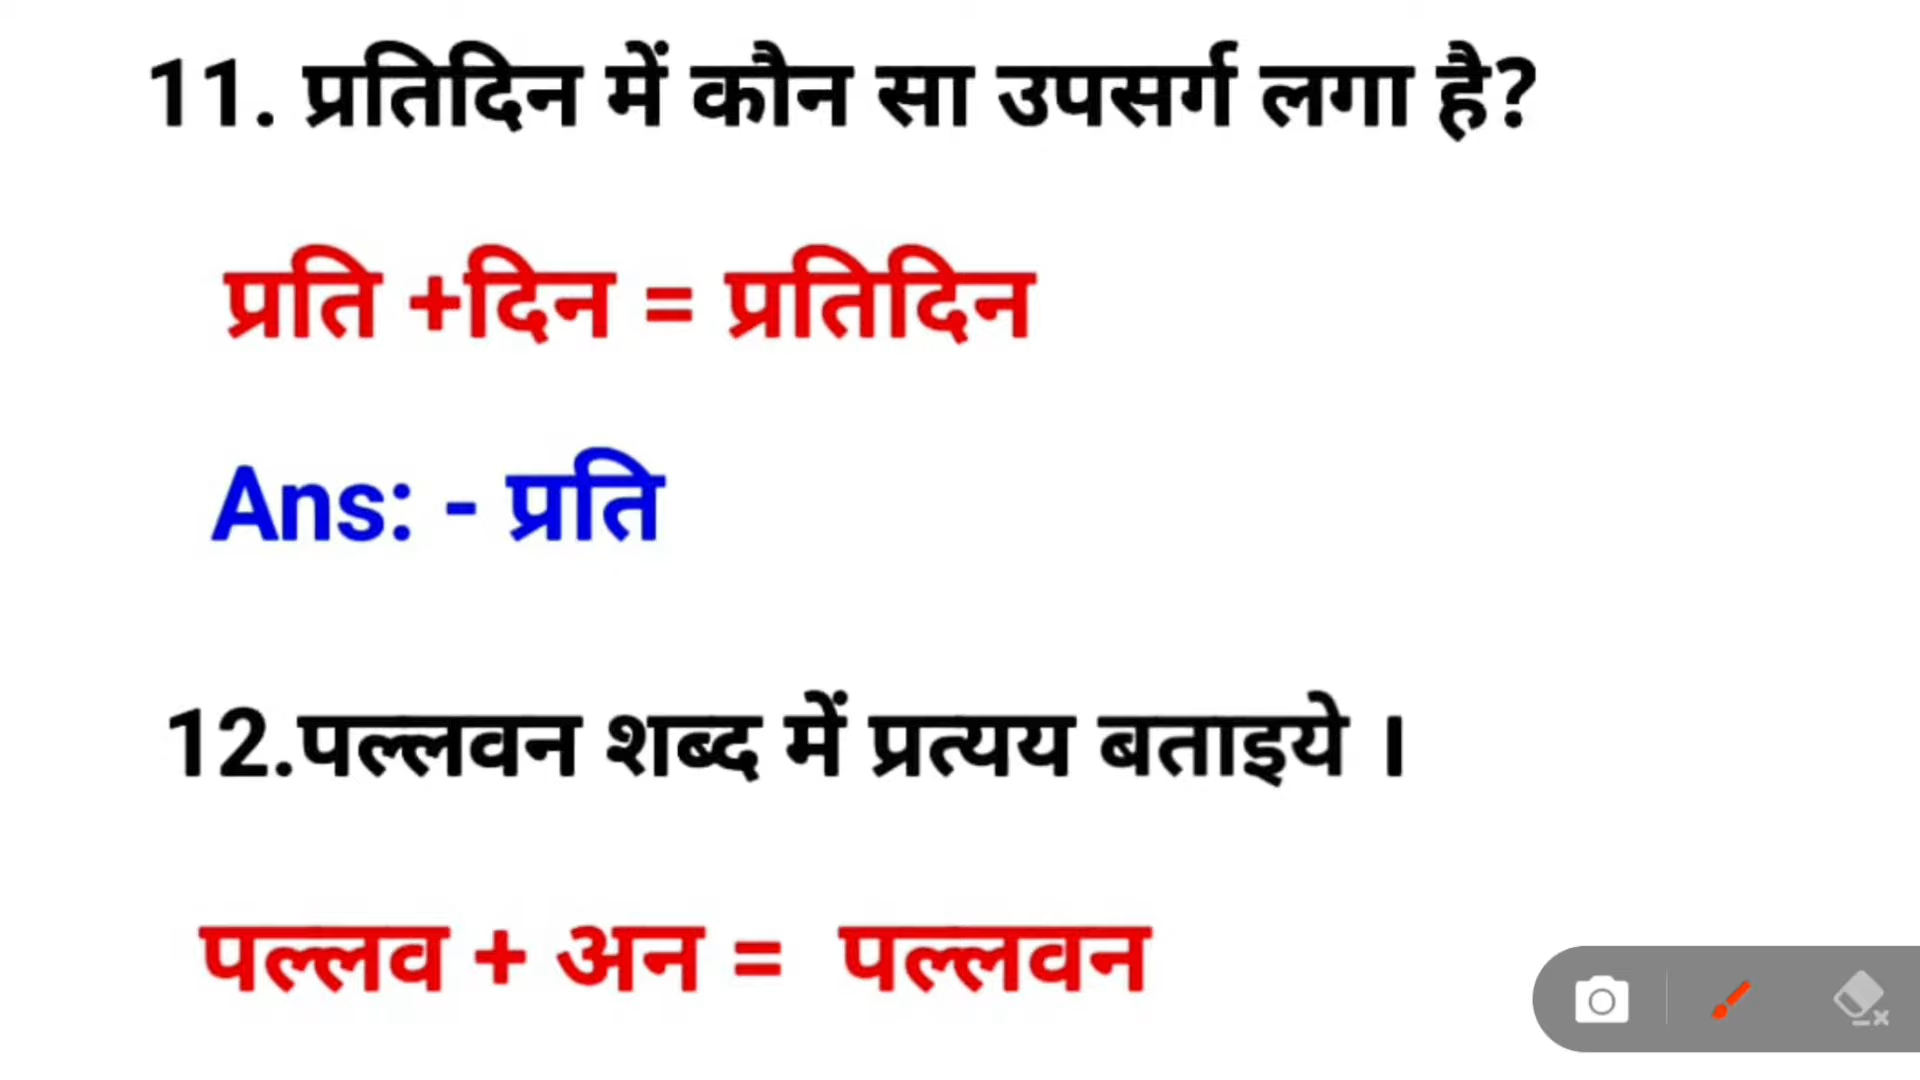 11. प्रतिदिन में कौन सा उपसर्ग लगा है?
प्रति +दिन = प्रतिदिन
Ans: - प्रति
12.पल्लवन शब्द में प्रत्यय बताइये ।
पल्लव + अन = पल्लवन